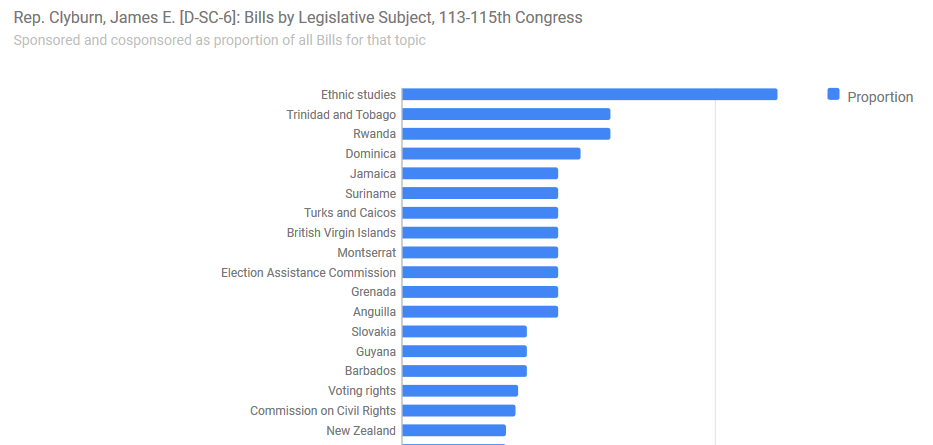 Rep. Clyburn, James E. [D-SC-6]: Bills by Legislative Subject, 113-115th Congress
Sponsored and cosponsored as proportion of all Bills for that topic
Proportion
Ethnic studies
Trinidad and Tobago
Rwanda
Dominica
Jamaica
Suriname
Turks and Caicos
British Virgin Islands
Montserrat
Election Assistance Commission
Grenada
Anguilla
Slovakia
Guyana
Barbados
Voting rights
Commission on Civil Rights
New Zealand